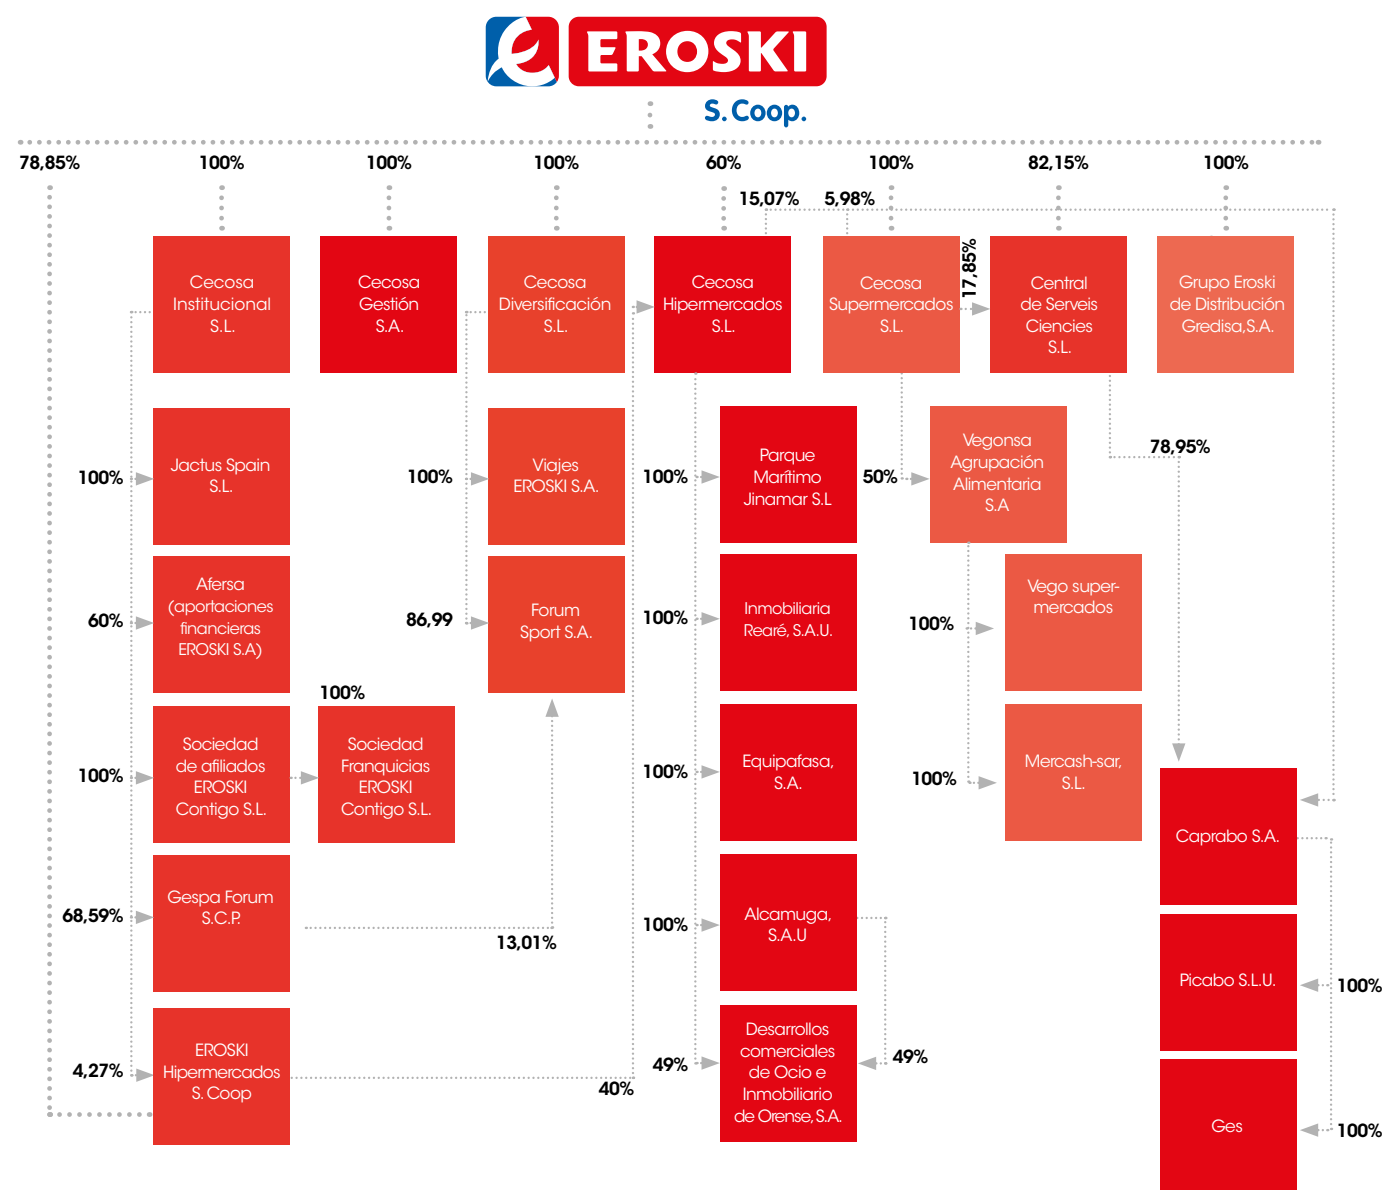 EROSKI
S. Coop.
78,85%
100%
100%
100%
60%
100%
82,15%
100%
15,07%
5,98%
17,85%
Cecosa
Institucional
S.L.
Cecosa
Gestión
S.A.
Cecosa
Diversificación
S.L.
Cecosa
Hipermercados
S.L.
Cecosa
Supermercados
S.L.
Central
de Serveis
Ciencies
S.L.
Grupo Eroski
de Distribución
Gredisa, S.A.
100%
Jactus Spain
S.L.
100%
Viajes
EROSKI S.A.
100%
Parque
Marítimo
Jinamar S.L
50%
Vegonsa
Agrupación
Alimentaria
S.A
78,95%
60%
Afersa
(aportaciones
financieras
EROSKI S.A)
86,99
Forum
Sport S.A.
100%
Inmobiliaria
Rearé, S.A.U.
100%
Vego super-
mercados
100%
Sociedad
de afiliados
EROSKI
Contigo S.L.
100%
Sociedad
Franquicias
EROSKI
Contigo S.L.
100%
Equipafasa,
S.A.
100%
Mercash-sar,
S.L.
Caprabo S.A.
68,59%
Gespa Forum
S.C.P.
13,01%
100%
Alcamuga,
S.A.U
Picabo S.L.U.
100%
4,27%
EROSKI
Hipermercados
S. Coop
40%
49%
Desarrollos
comerciales
de Ocio e
Inmobiliario
de Orense, S.A.
49%
Ges
100%